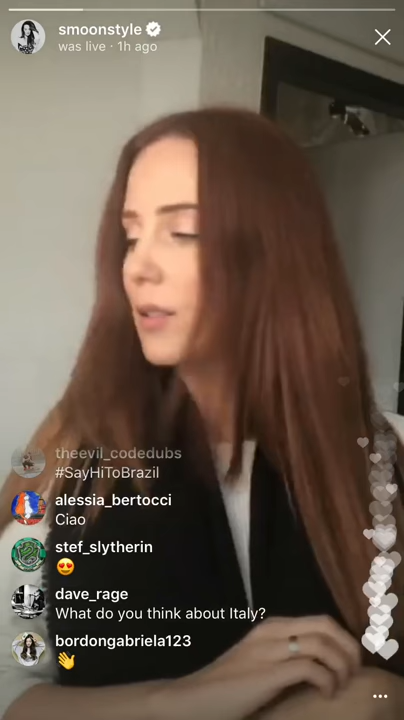 smoonstyle
was live · 1h ago
theevil_codedubs
#SayHiToBrazil
alessia_bertocci
Ciao
stef_slytherin
😍
dave_rage
What do you think about Italy?
bordongabriela123
👋